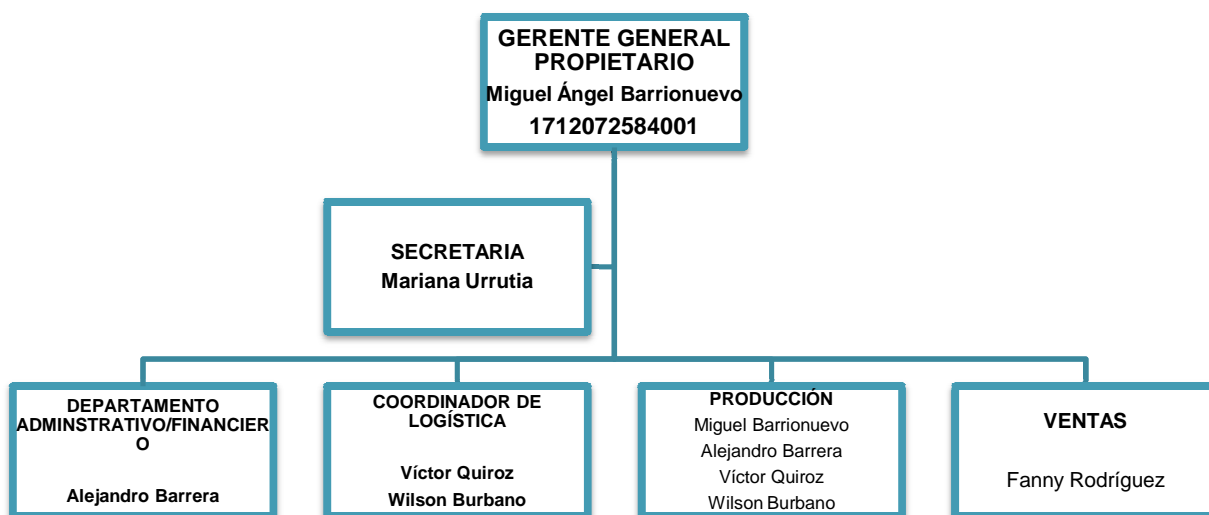 GERENTE GENERAL
PROPIETARIO
Miguel Ángel Barrionuevo
1712072584001
SECRETARIA
Mariana Urrutia
DEPARTAMENTO
ADMINSTRATIVO/FINANCIER
O
Alejandro Barrera
COORDINADOR DE
LOGÍSTICA
Víctor Quiroz
Wilson Burbano
PRODUCCIÓN
Miguel Barrionuevo
Alejandro Barrera
Víctor Quiroz
Wilson Burbano
VENTAS
Fanny Rodríguez